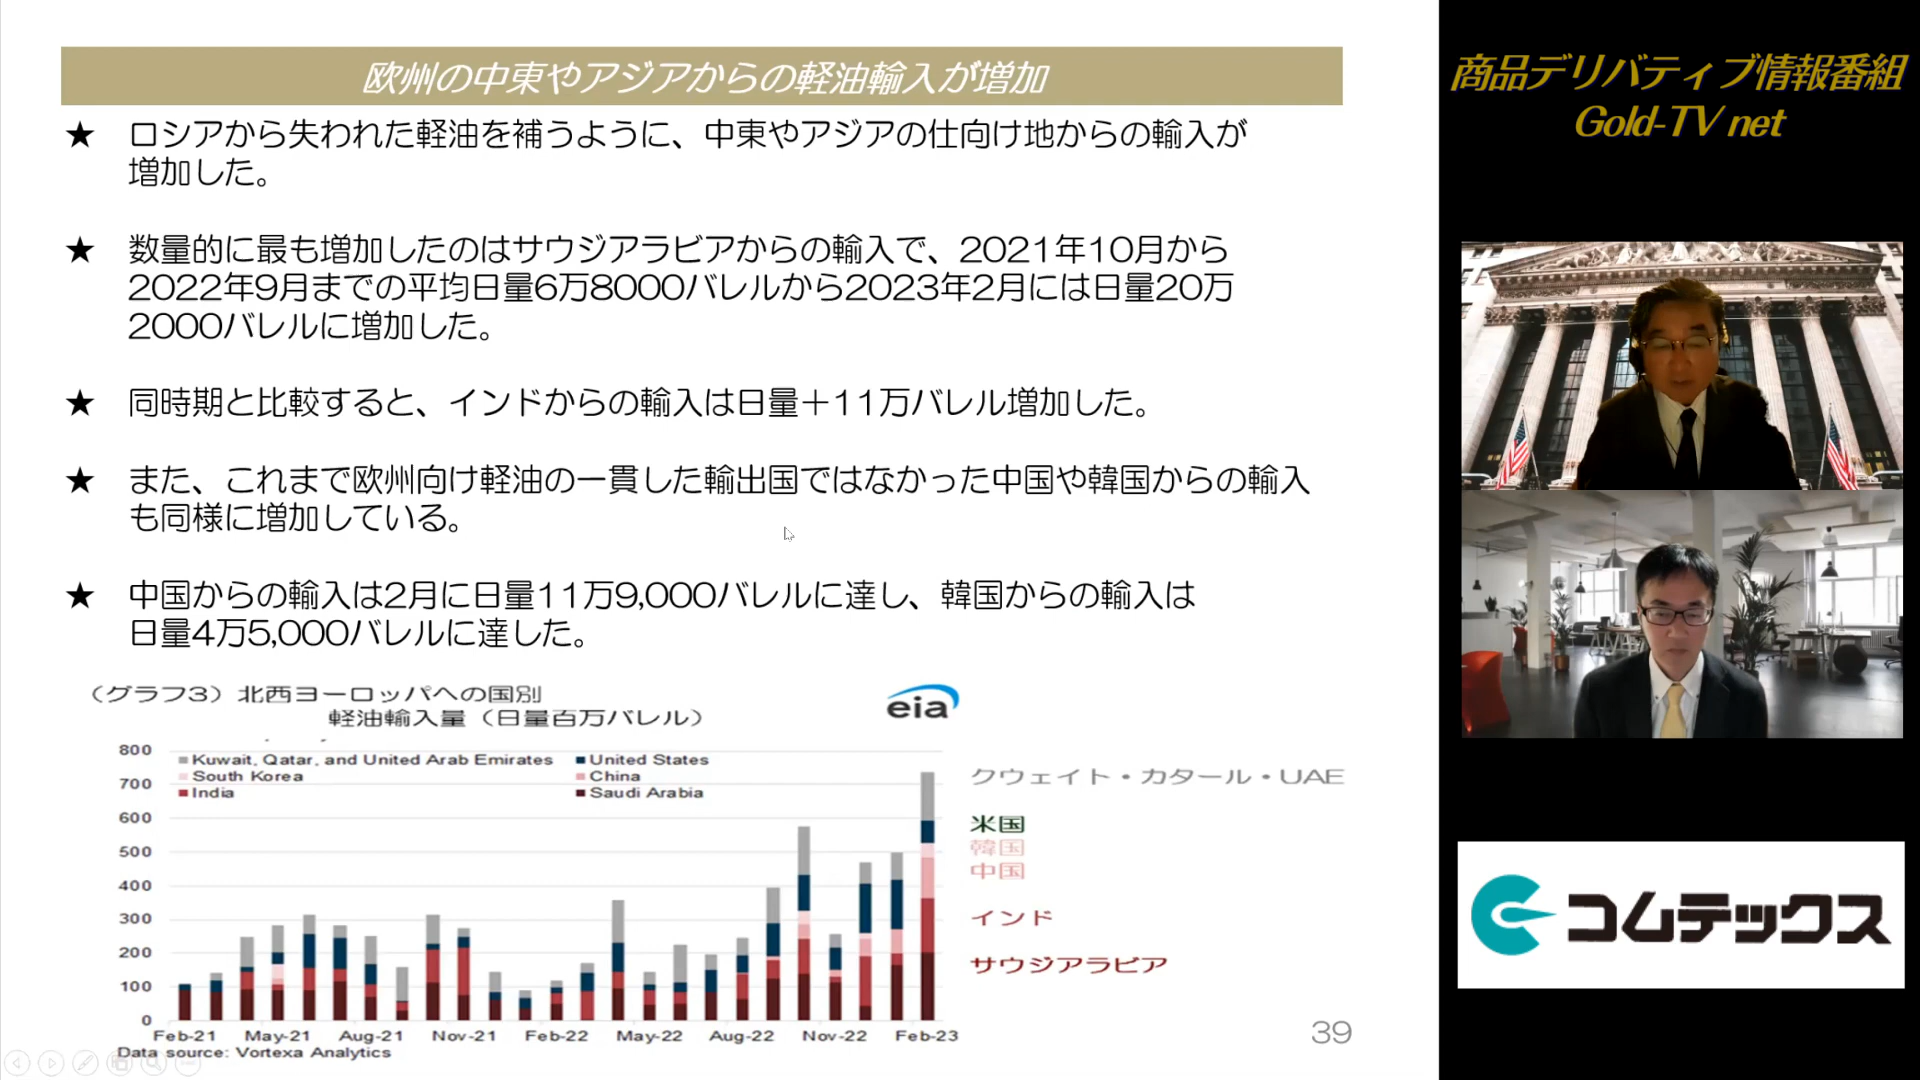 欧州の中東やアジアからの軽油輸入が増加
★ ロシアから失われた軽油を補うように、中東やアジアの仕向け地からの輸入が
増加した。
★ 数量的に最も増加したのはサウジアラビアからの輸入で、2021年10月から
2022年9月までの平均日量6万8000バレルから2023年2月には日量20万
2000バレルに増加した。
★ 同時期と比較すると、インドからの輸入は日量＋11万バレル増加した。
★ また、これまで欧州向け軽油の一貫した輸出国ではなかった中国や韓国からの輸入
も同様に増加している。
★ 中国からの輸入は2月に日量11万9,000バレルに達し、韓国からの輸入は
日量4万5,000バレルに達した。
（グラフ3）北西ヨーロッパへの国別
軽油輸入量（日量百万バレル）
eia
800
700
600
500
400
300
200
100
0
Kuwait, Qatar, and United Arab Emirates
United States
South Korea
China
India
Saudi Arabia
Feb-21 May-21 Aug-21 Nov-21 Feb-22 May-22 Aug-22 Nov-22 Feb-23
Data source: Vortexa Analytics
クウェイト・カタール・UAE
米国
韓国
中国
インド
サウジアラビア
39
商品デリバティブ情報番組
Gold-TV net
コムテックス